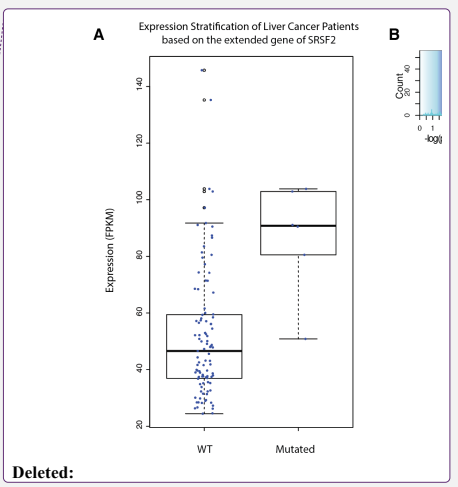 A
Expression Stratification of Liver Cancer Patients
based on the extended gene of SRSF2
B
Expression (FPKM)
140
120
100
80
60
40
20
WT
Mutated
Count
40
20
0
0 1
Deleted: